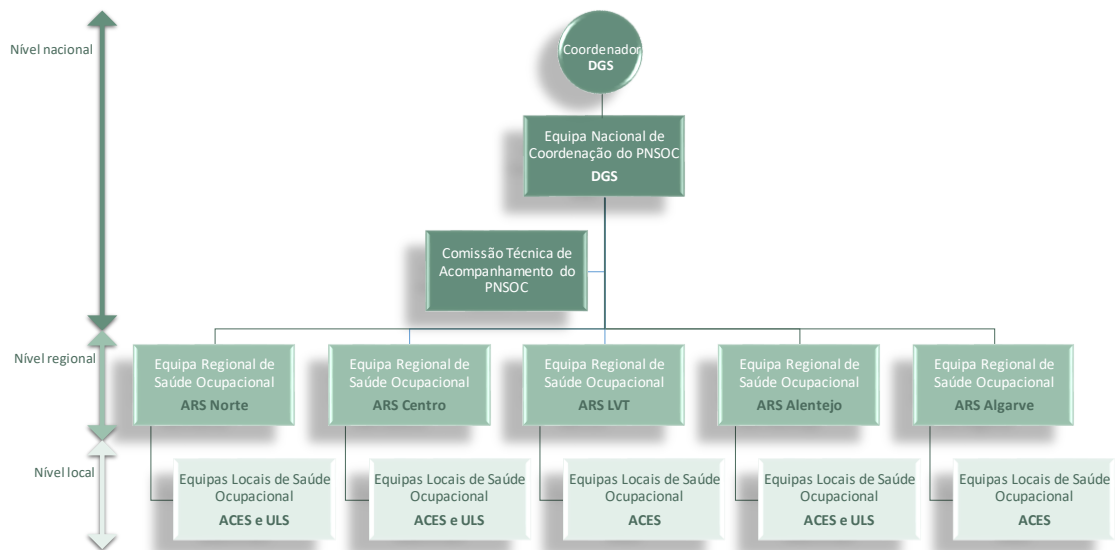 Nível nacional
Coordenador
DGS
Equipa Nacional de
Coordenação do PNSOC
DGS
Comissão Técnica de
Acompanhamento do
PNSOC
Nível regional
Equipa Regional de
Saúde Ocupacional
ARS Norte
Equipa Regional de
Saúde Ocupacional
ARS Centro
Equipa Regional de
Saúde Ocupacional
ARS LVT
Equipa Regional de
Saúde Ocupacional
ARS Alentejo
Equipa Regional de
Saúde Ocupacional
ARS Algarve
Nível local
Equipas Locais de Saúde
Ocupacional
ACES e ULS
Equipas Locais de Saúde
Ocupacional
ACES e ULS
Equipas Locais de Saúde
Ocupacional
ACES
Equipas Locais de Saúde
Ocupacional
ACES e ULS
Equipas Locais de Saúde
Ocupacional
ACES